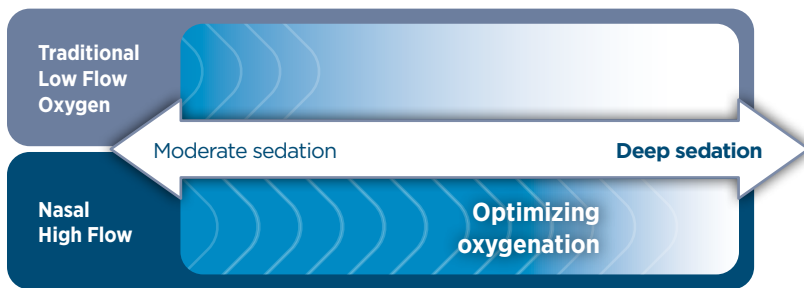 Traditional
Low Flow
Oxygen
Moderate sedation
Deep sedation
Nasal
High Flow
Optimizing
oxygenation